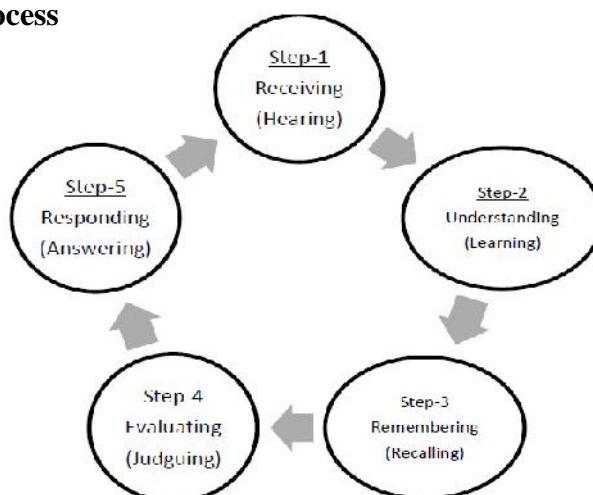 ocess
Step-1
Receiving
(Hearing)
Step-2
Understanding
(Learning)
Step-3
Remembering
(Recalling)
Step 4
Evaluating
(Judguing)
Step-5
Responding
(Answering)